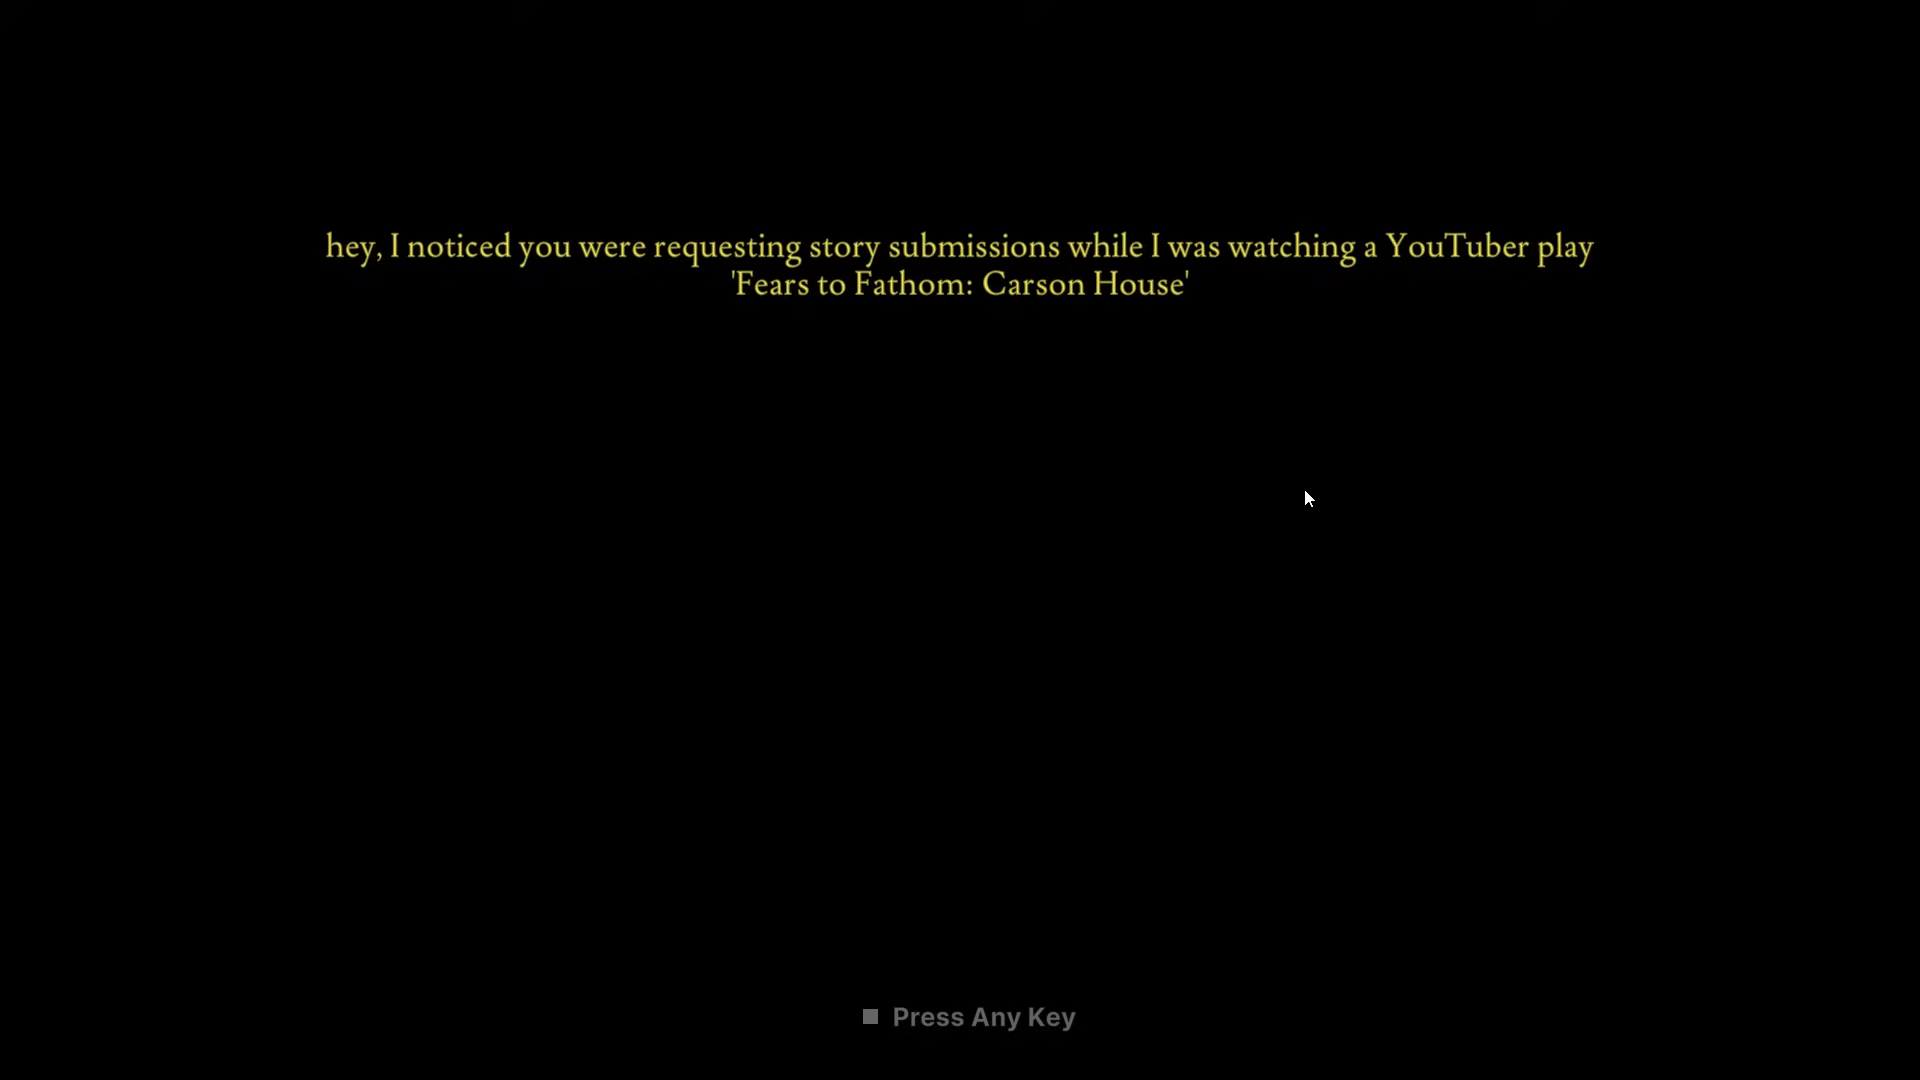 hey, I noticed you were requesting story submissions while I was watching a YouTuber play
'Fears to Fathom: Carson House'
Press Any Key